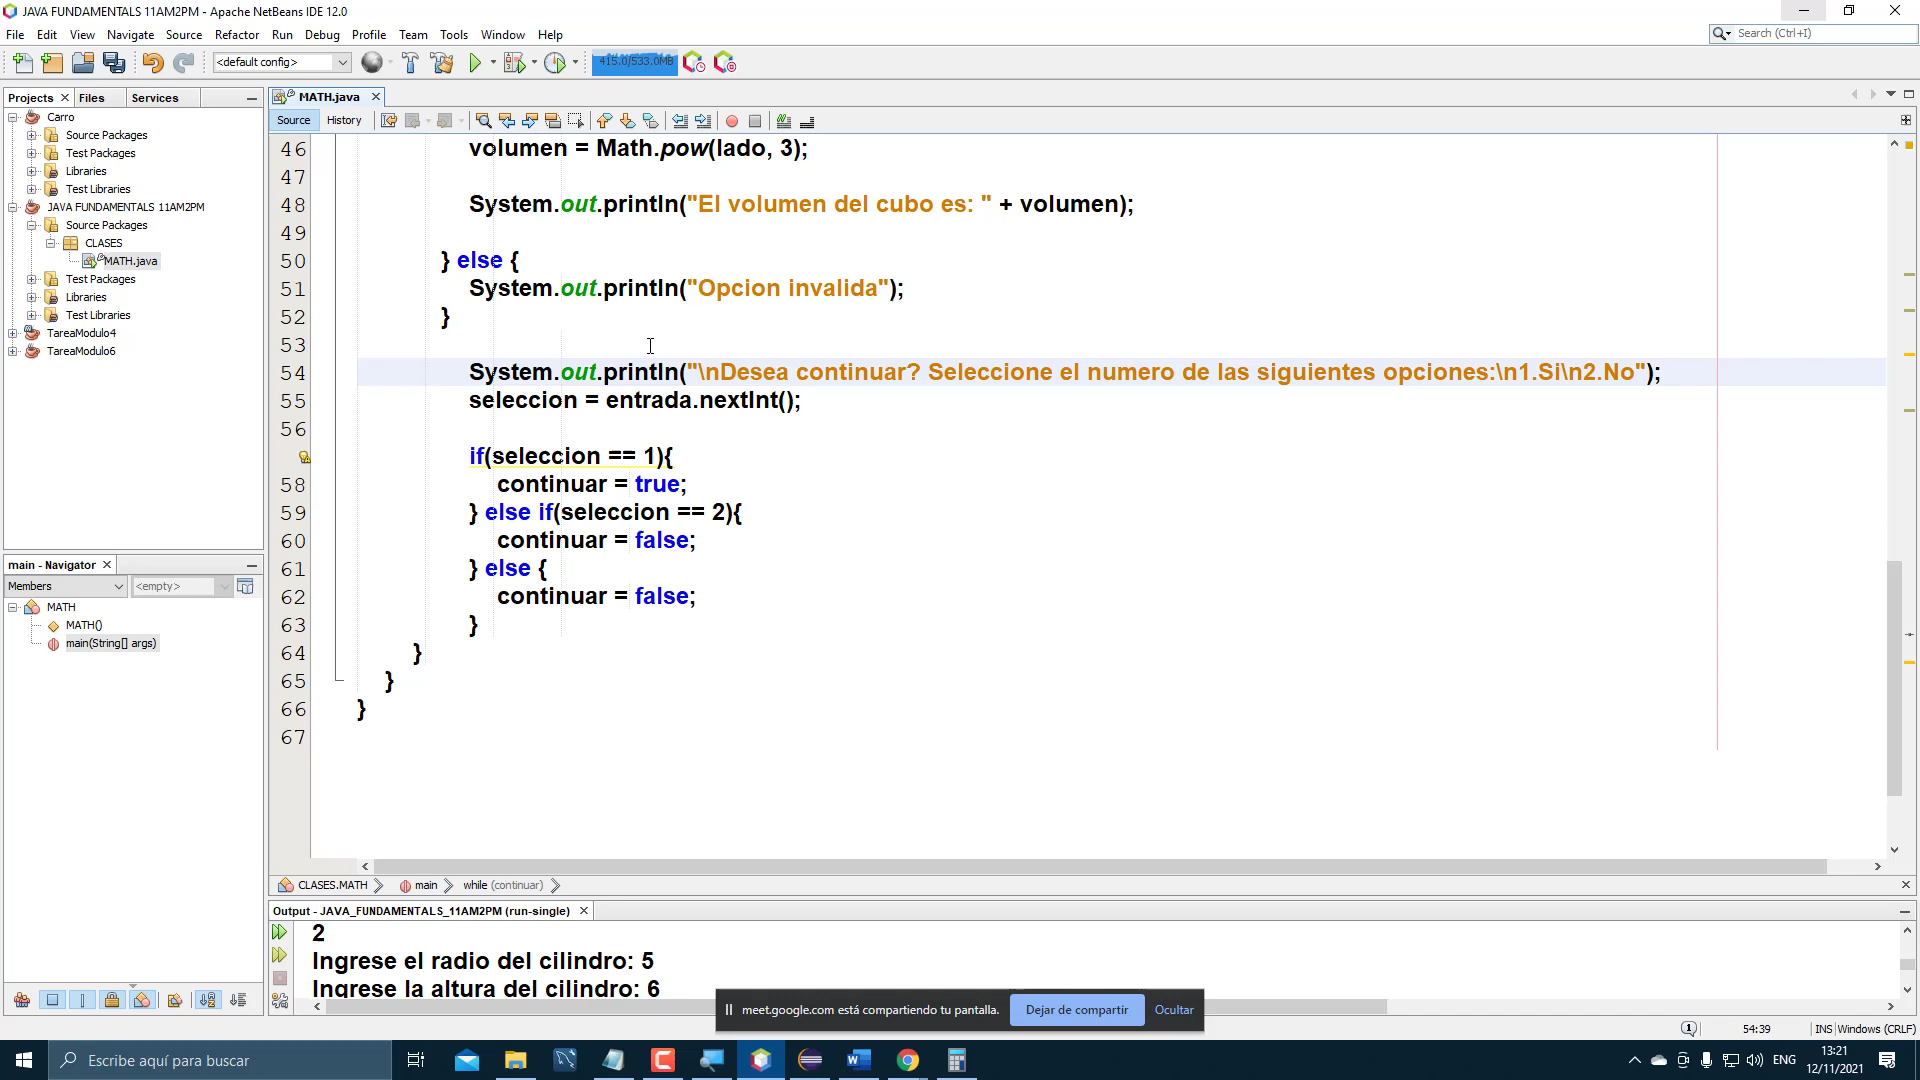 JAVA FUNDAMENTALS 11AM2PM - Apache NetBeans IDE 12.0
File Edit View Navigate Source Refactor Run Debug Profile Team Tools Window Help
Search (Ctrl+I)
<default config>
415.0/533.0MB
Projects Files Services
MATH.java
Source History
Carro
Source Packages
Test Packages
Libraries
Test Libraries
JAVA FUNDAMENTALS 11AM2PM
Source Packages
CLASES
MATH.java
Test Packages
Libraries
Test Libraries
TareaModulo4
TareaModulo6
main - Navigator
Members <empty>
MATH
MATH()
main(String[] args)
46 volumen = Math.pow(lado, 3);
47
48 System.out.println("El volumen del cubo es: " + volumen);
49
50 } else {
51 System.out.println("Opcion invalida");
52 }
53
54 System.out.println("\nDesea continuar? Seleccione el numero de las siguientes opciones:\n1.Si\n2.No");
55 seleccion = entrada.nextInt();
56
if(seleccion == 1){
58 continuar = true;
59 } else if(seleccion == 2){
60 continuar = false;
61 } else {
62 continuar = false;
63 }
64 }
65 }
66 }
67
CLASES.MATH main while (continuar)
Output - JAVA_FUNDAMENTALS_11AM2PM (run-single)
2
Ingrese el radio del cilindro: 5
Ingrese la altura del cilindro: 6
meet.google.com está compartiendo tu pantalla. Dejar de compartir Ocultar
1 54:39 INS Windows (CRLF)
Escribe aquí para buscar
ENG
13:21
12/11/2021